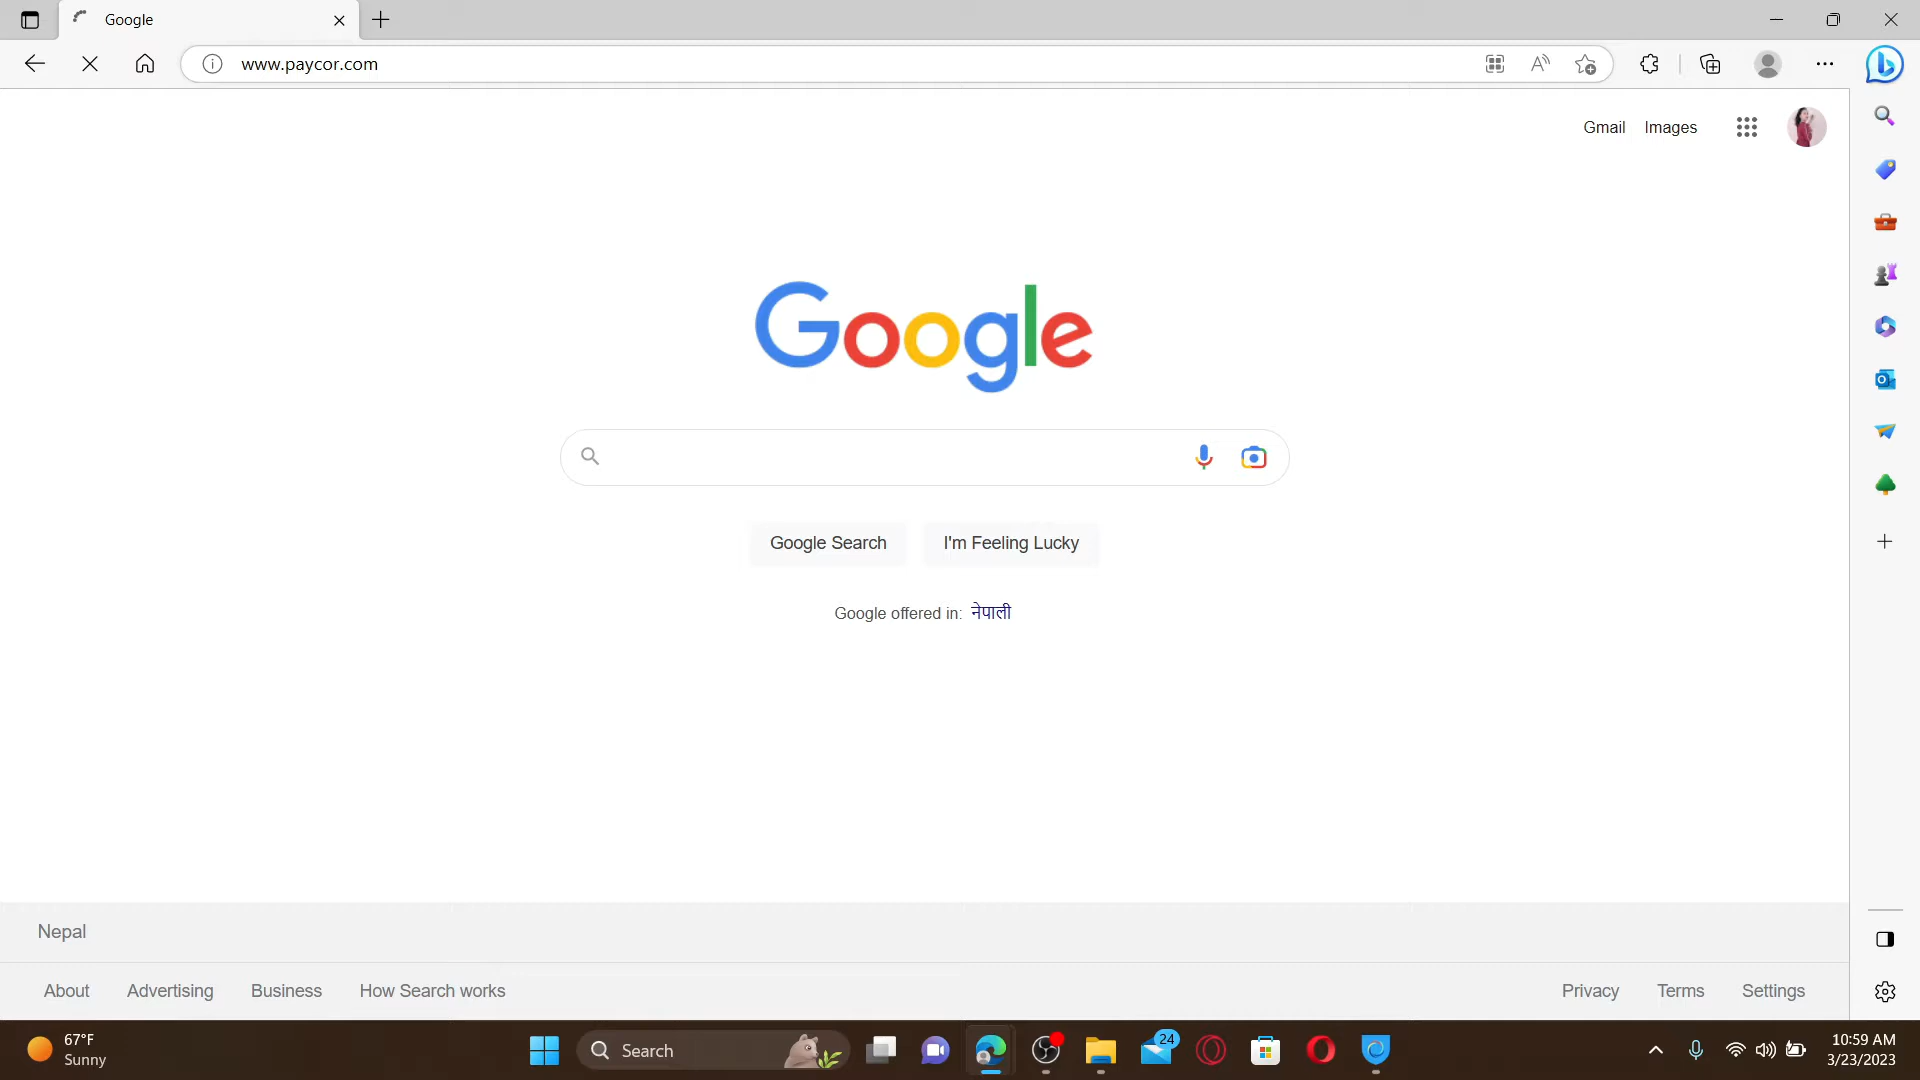 Google
www.paycor.com
Gmail Images
Google
Google Search I'm Feeling Lucky
Google offered in: नेपाली
Nepal
About Advertising Business How Search works Privacy Terms Settings
67°F
Sunny
Search
24
10:59 AM
3/23/2023